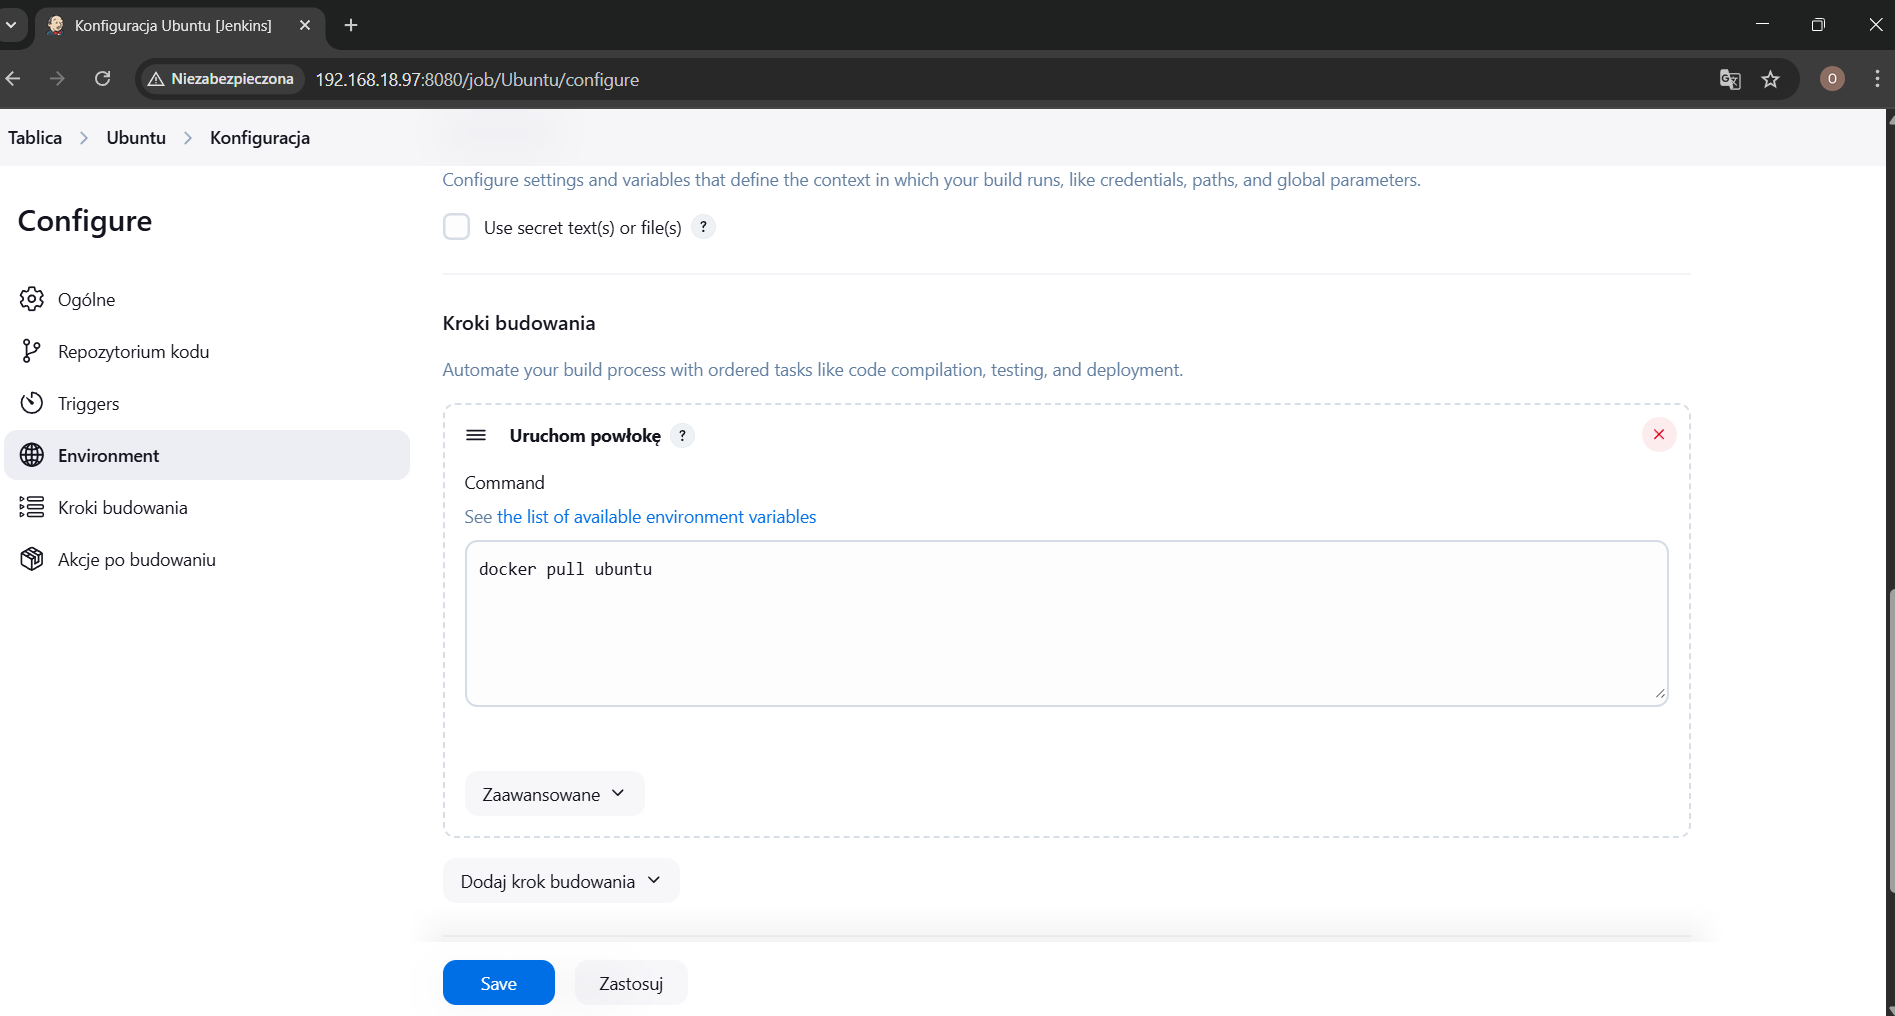 Konfiguracja Ubuntu [Jenkins]
Niezabezpieczona
192.168.18.97:8080/job/Ubuntu/configure
O
Tablica
Ubuntu
Konfiguracja
Configure settings and variables that define the context in which your build runs, like credentials, paths, and global parameters.
Configure
Use secret text(s) or file(s) ?
Ogólne
Repozytorium kodu
Triggers
Environment
Kroki budowania
Akcje po budowaniu
Kroki budowania
Automate your build process with ordered tasks like code compilation, testing, and deployment.
Uruchom powłokę ?
Command
See the list of available environment variables
docker pull ubuntu
Zaawansowane
Dodaj krok budowania
Save
Zastosuj